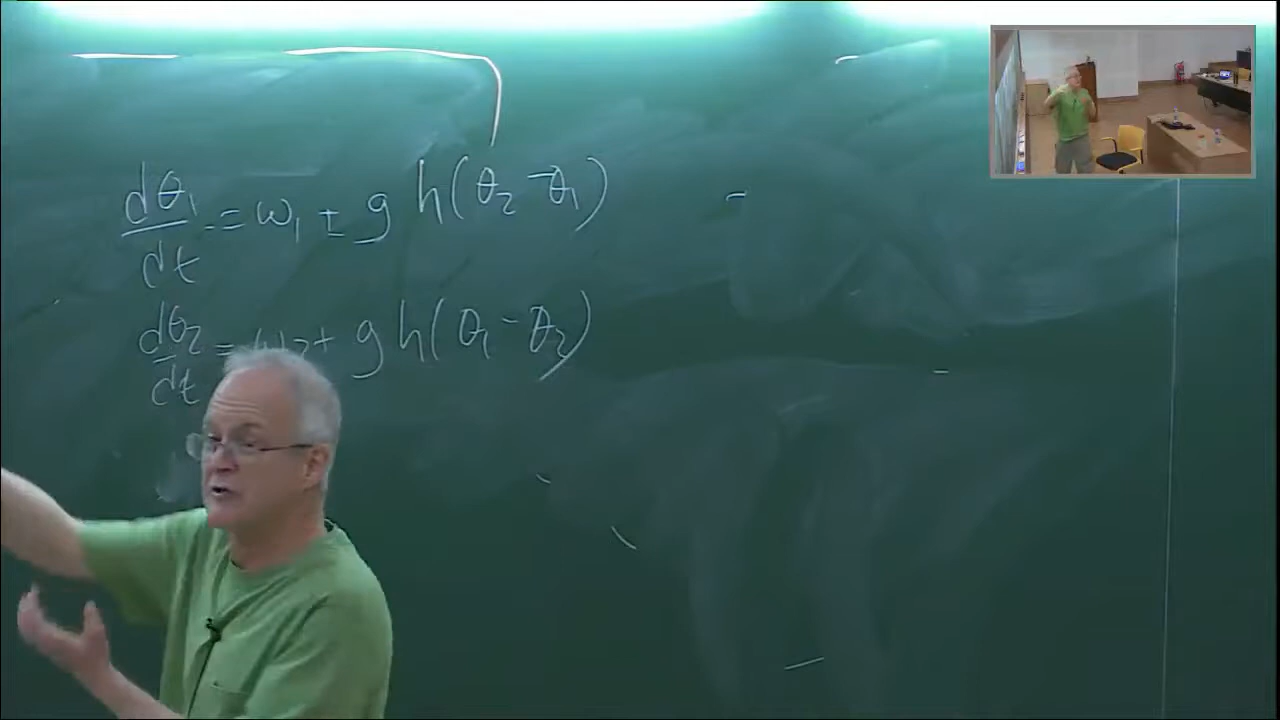 dθ₁/dt = ω₁ ± g h(θ₂ - θ₁)
dθ₂/dt = ω₂ + g h(θ₁ - θ₂)